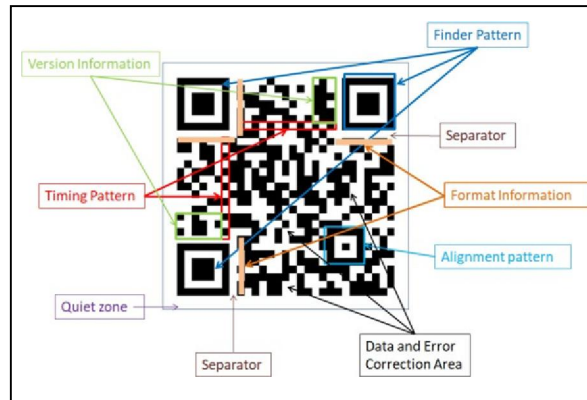 Finder Pattern
Version Information
Separator
Timing Pattern
Format Information
Alignment pattern
Quiet zone
Separator
Data and Error
Correction Area